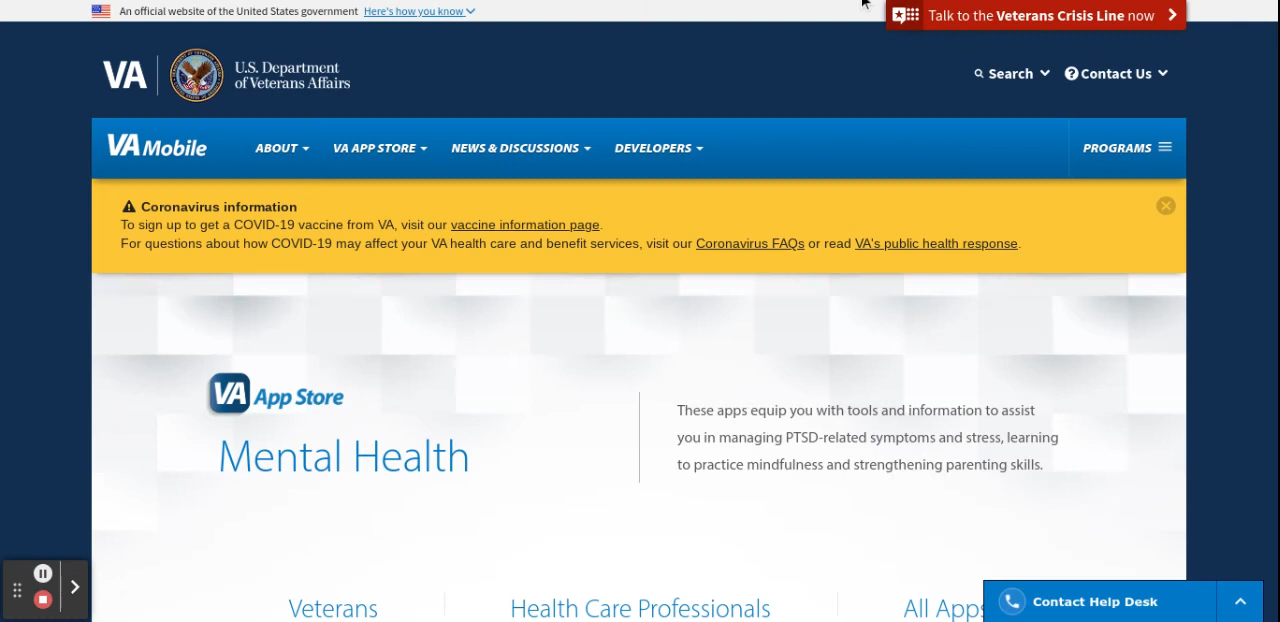 An official website of the United States government Here's how you know
Talk to the Veterans Crisis Line now
VA
U.S. Department
of Veterans Affairs
Search
Contact Us
VA Mobile
ABOUT
VA APP STORE
NEWS & DISCUSSIONS
DEVELOPERS
PROGRAMS
Coronavirus information
To sign up to get a COVID-19 vaccine from VA, visit our vaccine information page.
For questions about how COVID-19 may affect your VA health care and benefit services, visit our Coronavirus FAQs or read VA's public health response.
VA App Store
Mental Health
These apps equip you with tools and information to assist
you in managing PTSD-related symptoms and stress, learning
to practice mindfulness and strengthening parenting skills.
Veterans
Health Care Professionals
All Apps
Contact Help Desk